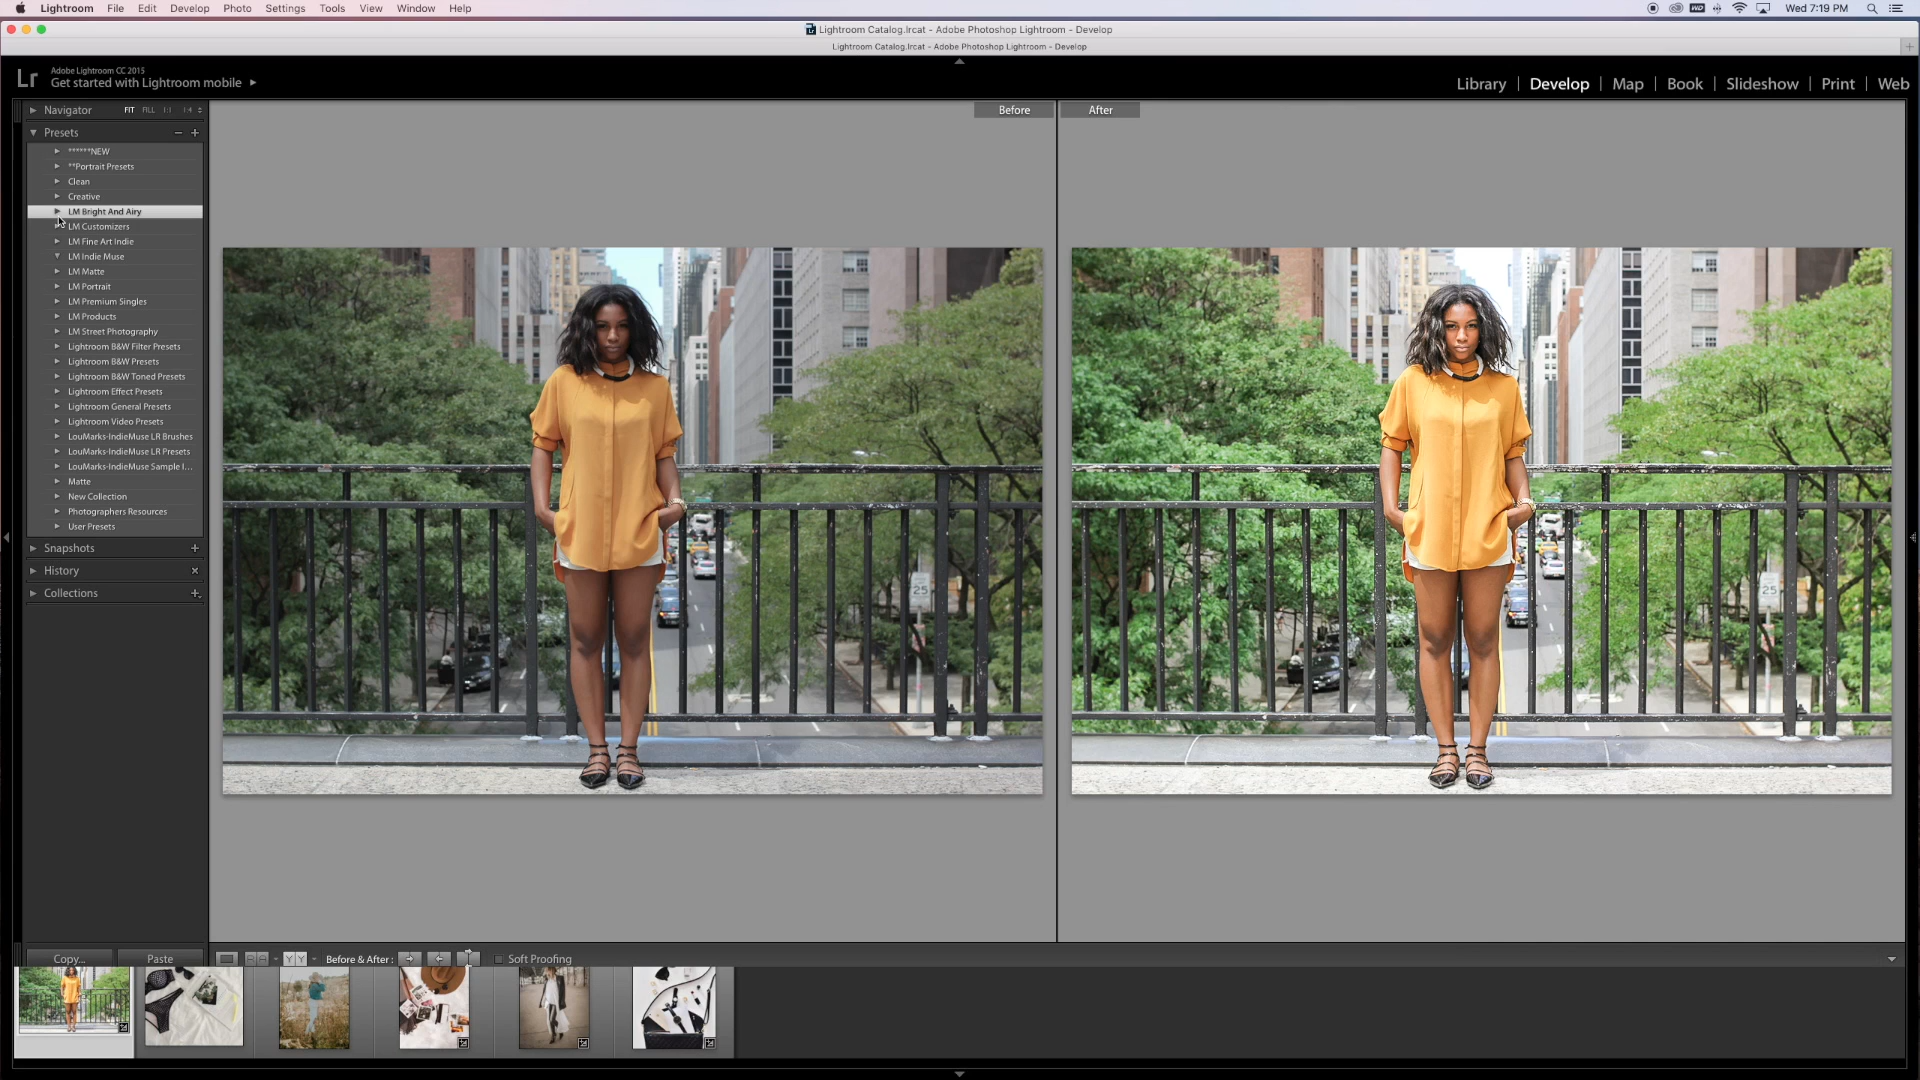 Lightroom File Edit Develop Photo Settings Tools View Window Help Wed 7:19 PM
Lightroom Catalog.lrcat - Adobe Photoshop Lightroom - Develop
Lightroom Catalog.lrcat - Adobe Photoshop Lightroom - Develop
Lr
Adobe Lightroom CC 2015
Get started with Lightroom mobile
Library | Develop | Map | Book | Slideshow | Print | Web
Navigator FIT FILL 1:1 1:4
Before After
Presets
******NEW
**Portrait Presets
Clean
Creative
LM Bright And Airy
LM Customizers
LM Fine Art Indie
LM Indie Muse
LM Matte
LM Portrait
LM Premium Singles
LM Products
LM Street Photography
Lightroom B&W Filter Presets
Lightroom B&W Presets
Lightroom B&W Toned Presets
Lightroom Effect Presets
Lightroom General Presets
Lightroom Video Presets
LouMarks-IndieMuse LR Brushes
LouMarks-IndieMuse LR Presets
LouMarks-IndieMuse Sample I...
Matte
New Collection
Photographers Resources
User Presets
Snapshots
History
Collections
25
25
Copy... Paste Before & After : Soft Proofing